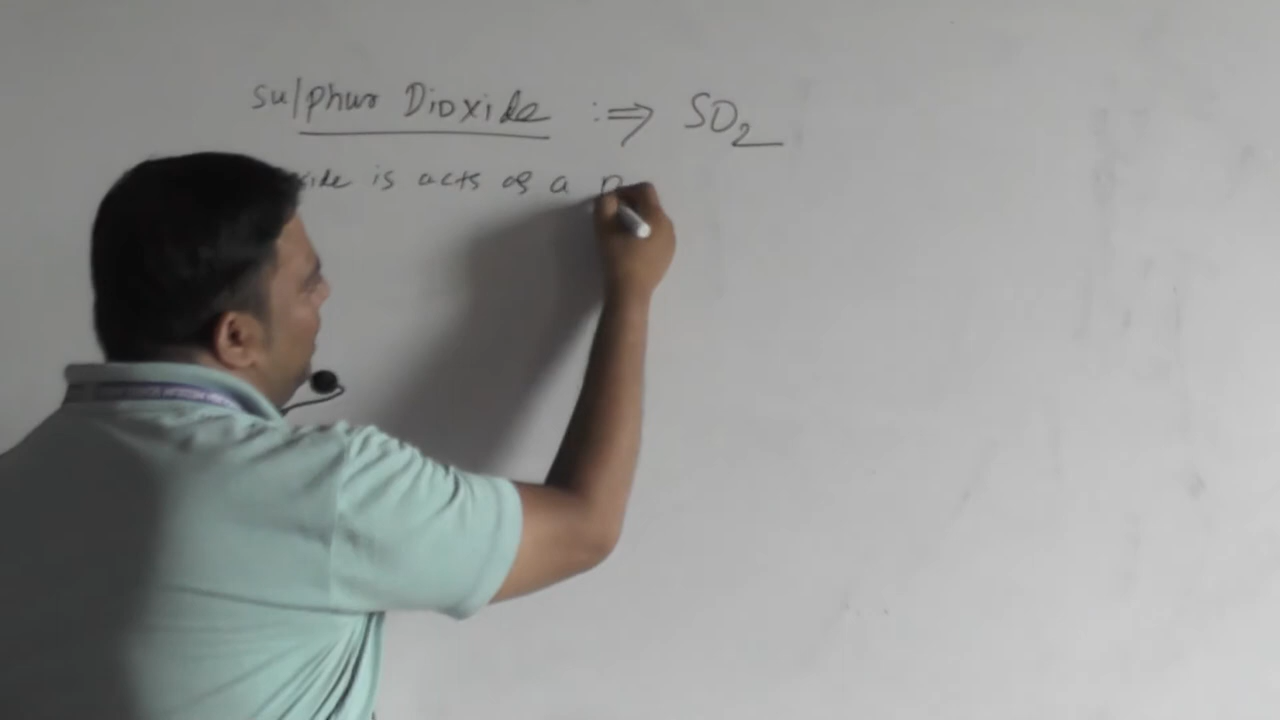 Sulphur Dioxide :⇒ SO₂
is acts as a